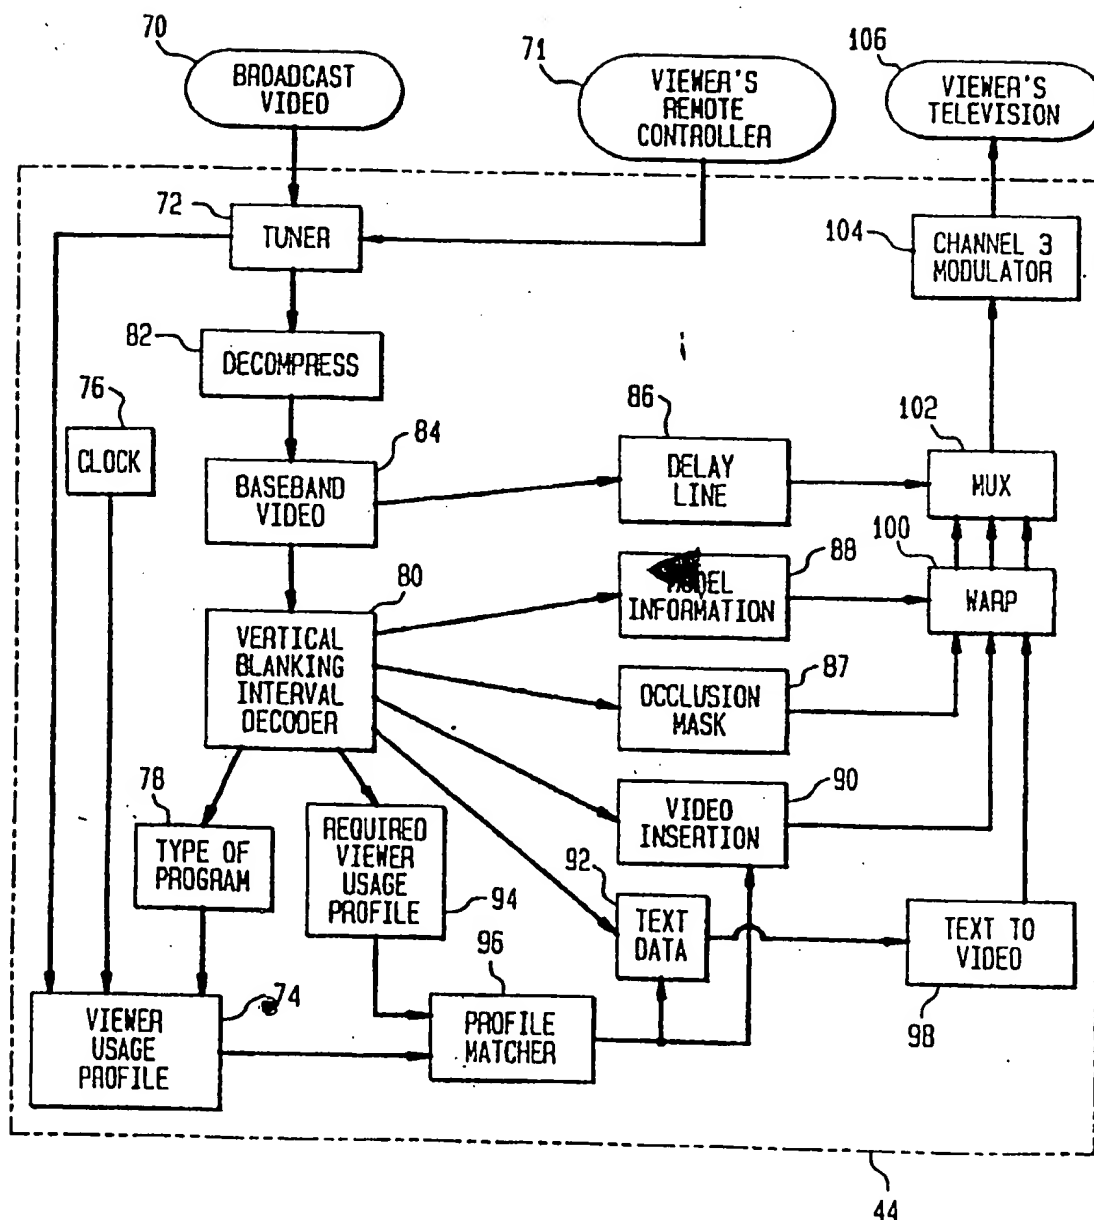 70
BROADCAST
VIDEO
71
VIEWER'S
REMOTE
CONTROLLER
106
VIEWER'S
TELEVISION
72
TUNER
104
CHANNEL 3
MODULATOR
82
DECOMPRESS
76
CLOCK
84
BASEBAND
VIDEO
86
DELAY
LINE
102
MUX
80
VERTICAL
BLANKING
INTERVAL
DECODER
88
MODEL
INFORMATION
100
WARP
87
OCCLUSION
MASK
78
TYPE OF
PROGRAM
REQUIRED
VIEWER
USAGE
PROFILE
94
90
VIDEO
INSERTION
92
TEXT
DATA
TEXT TO
VIDEO
98
74
VIEWER
USAGE
PROFILE
96
PROFILE
MATCHER
44